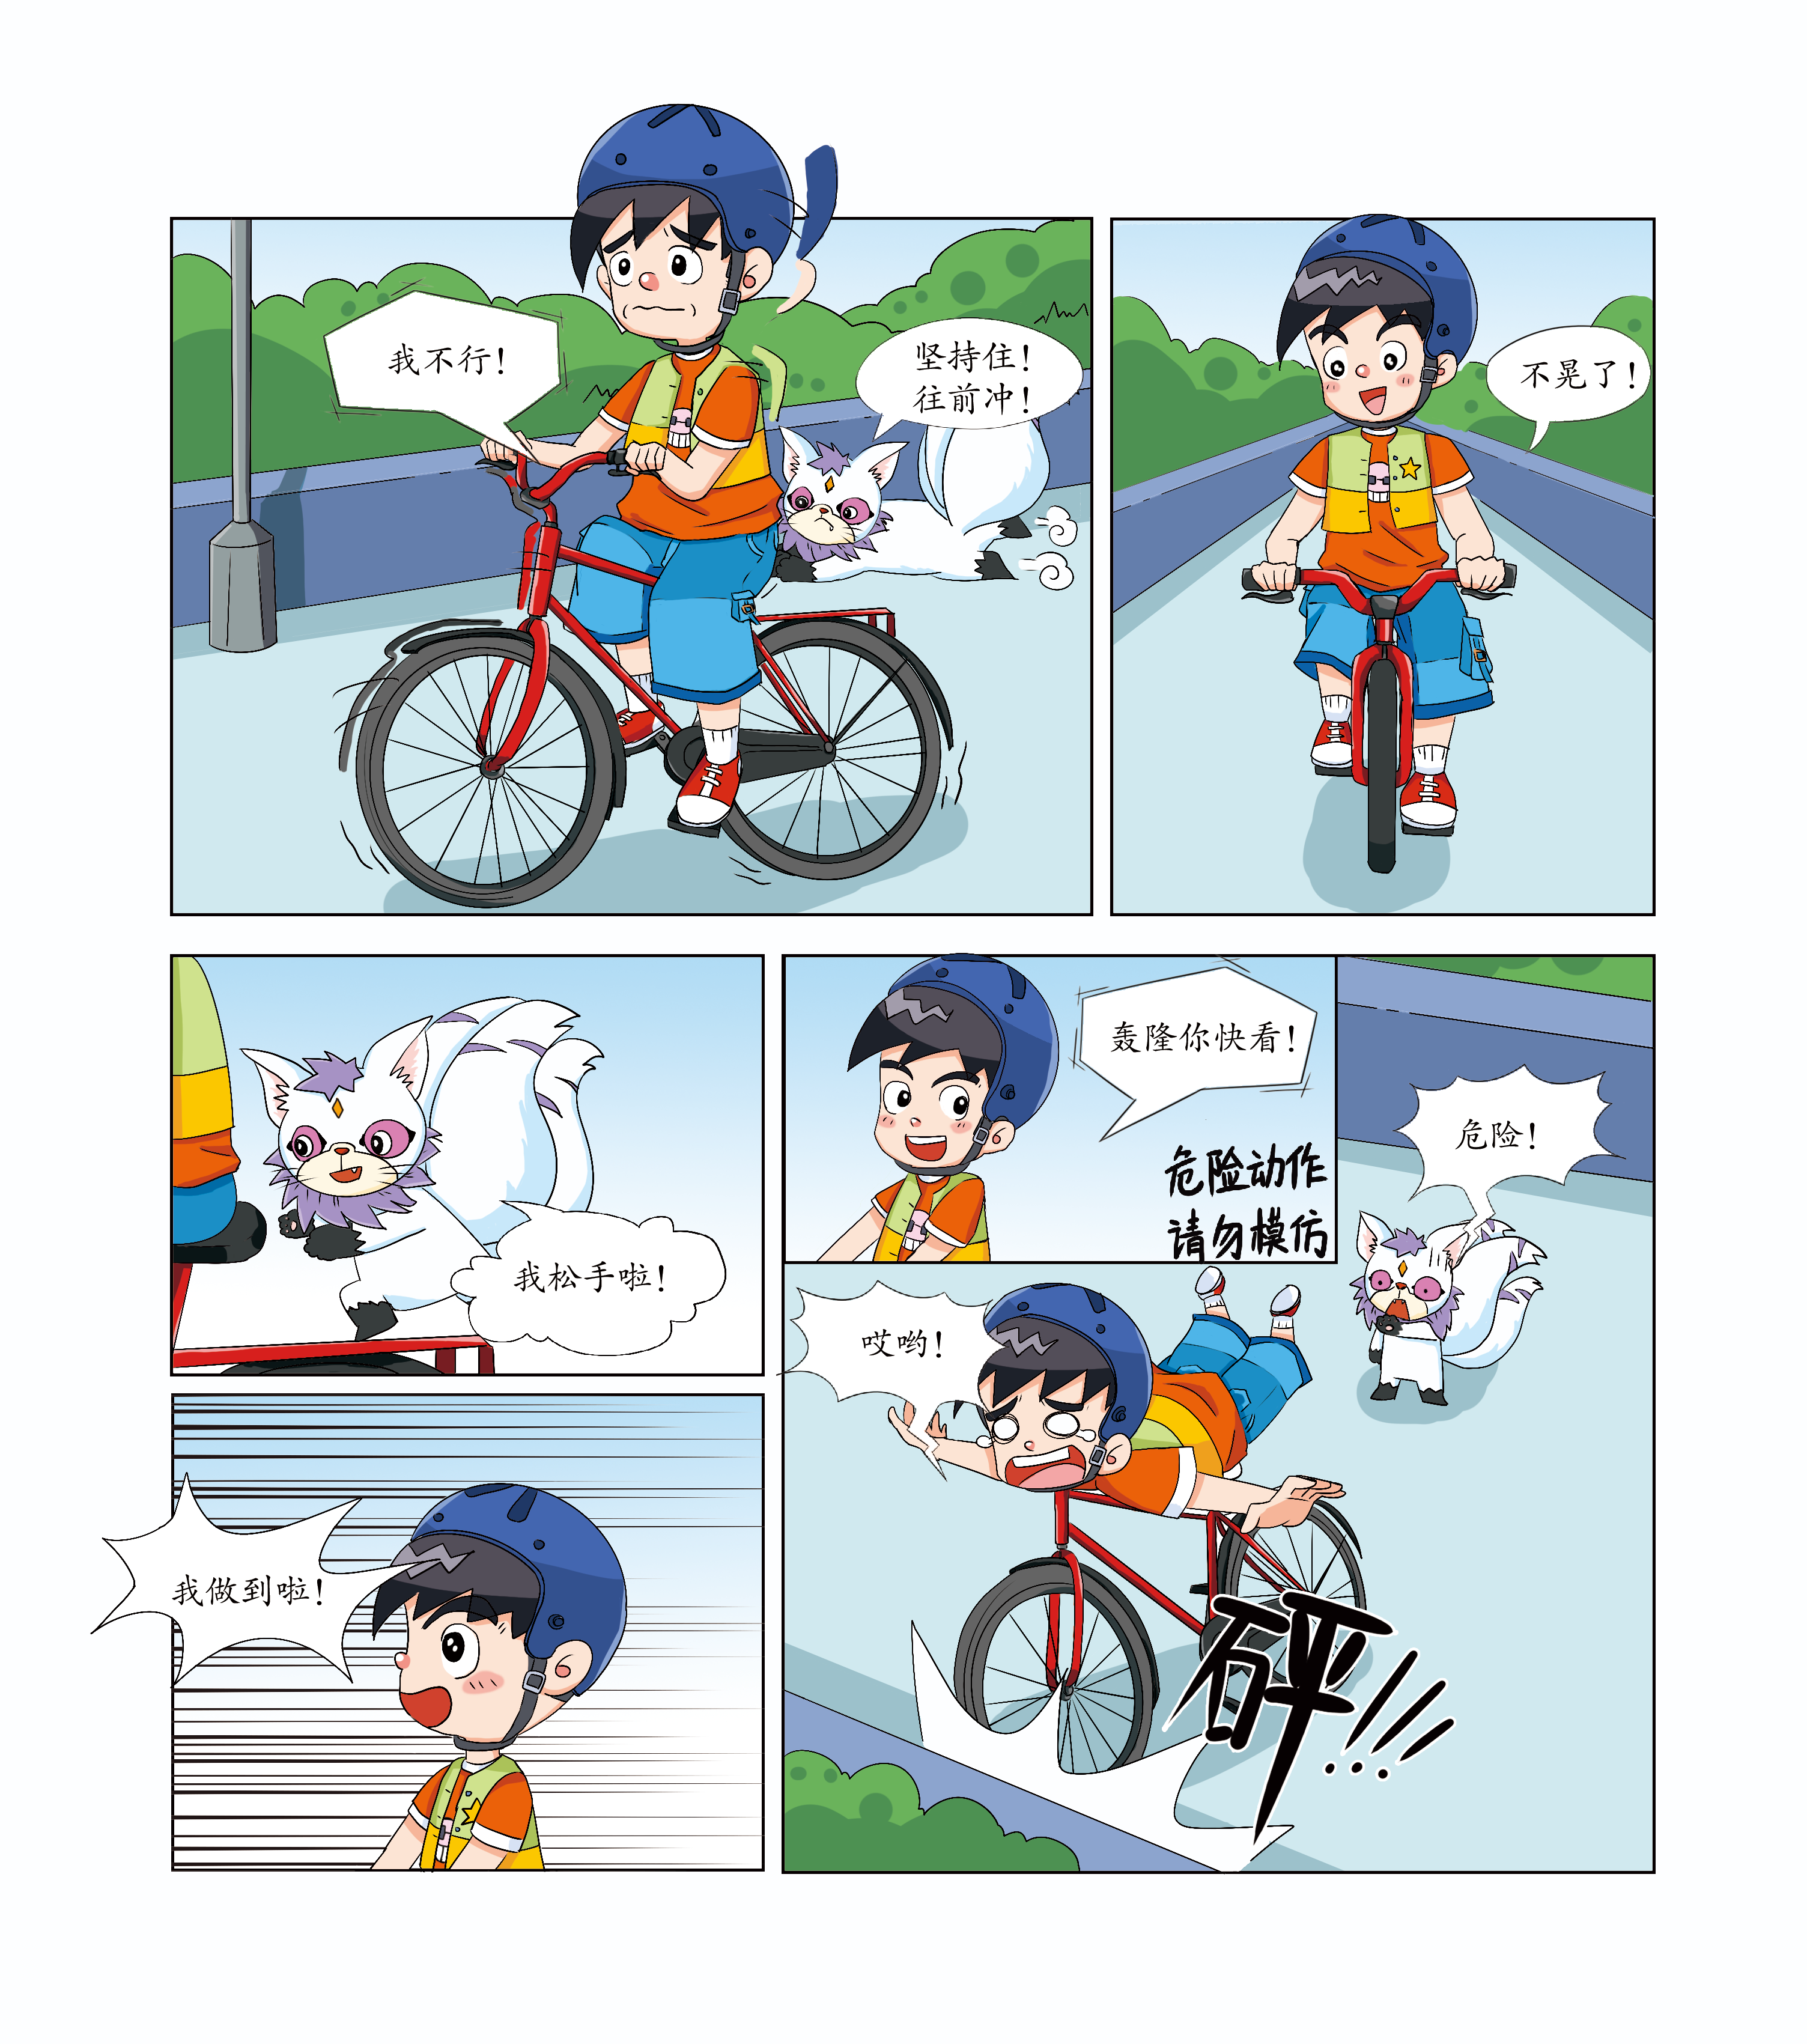 我不行！
坚持住！
往前冲！
不晃了！
我松手啦！
我做到啦！
轰隆你快看！
危险动作
请勿模仿
危险！
哎哟！
砰!!!